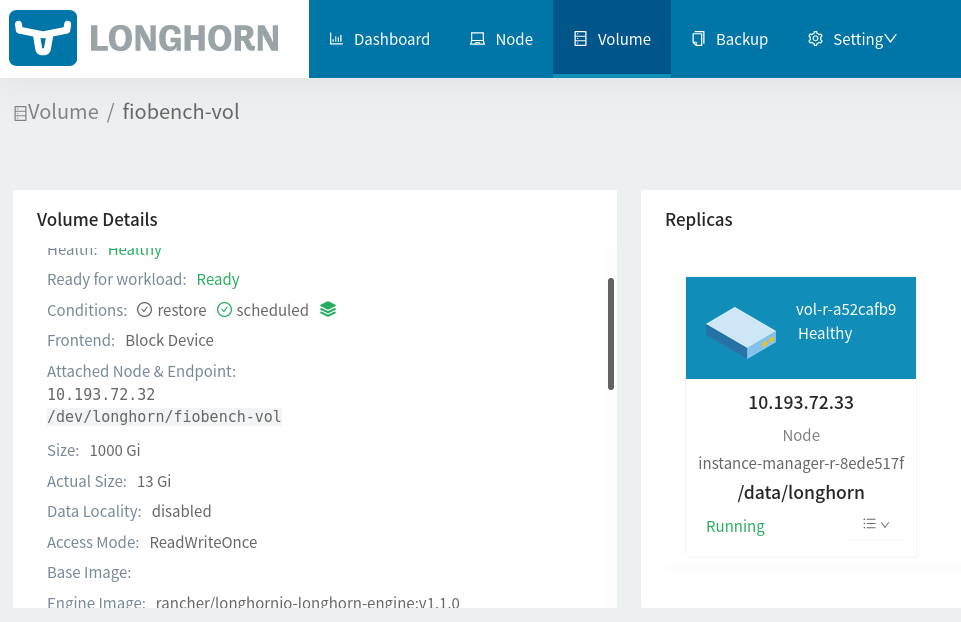 LONGHORN
Dashboard
Node
Volume
Backup
Setting
Volume / fiobench-vol
Volume Details
Health: Healthy
Ready for workload: Ready
Conditions: restore scheduled
Frontend: Block Device
Attached Node & Endpoint:
10.193.72.32
/dev/longhorn/fiobench-vol
Size: 1000 Gi
Actual Size: 13 Gi
Data Locality: disabled
Access Mode: ReadWriteOnce
Base Image:
Engine Image: rancher/longhornio-longhorn-engine:v1.1.0
Replicas
vol-r-a52cafb9
Healthy
10.193.72.33
Node
instance-manager-r-8ede517f
/data/longhorn
Running